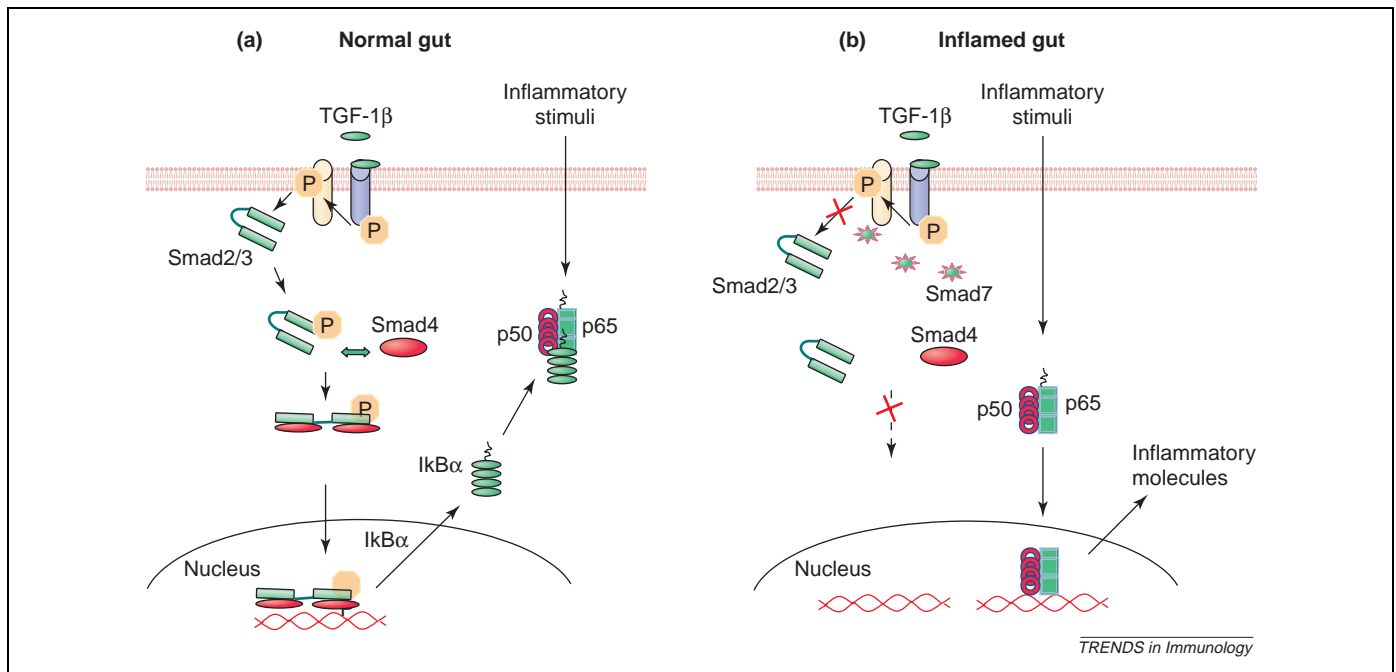 (a) Normal gut
Inflammatory
stimuli
TGF-1β
P
P
Smad2/3
P
Smad4
p50
p65
P
IkBα
IkBα
Nucleus
(b) Inflamed gut
Inflammatory
stimuli
TGF-1β
P
P
Smad2/3
Smad7
Smad4
p50
p65
Inflammatory
molecules
Nucleus
TRENDS in Immunology